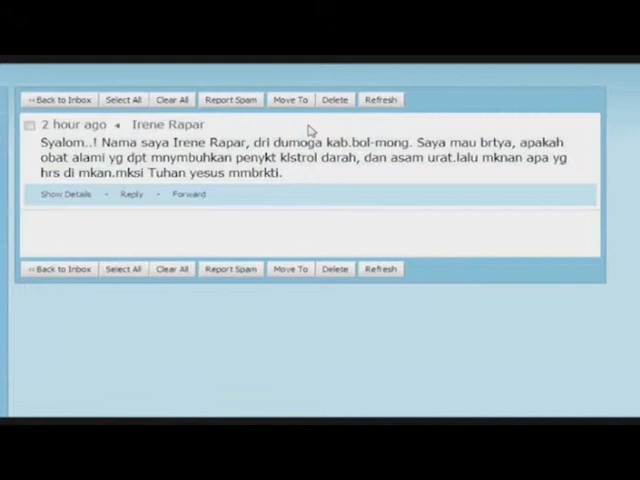 ‹‹Back to Inbox Select All Clear All Report Spam Move To Delete Refresh
2 hour ago ◂ Irene Rapar
Syalom..! Nama saya Irene Rapar, dri dumoga kab.bol-mong. Saya mau brtya, apakah
obat alami yg dpt mnymbuhkan penykt klstrol darah, dan asam urat.lalu mknan apa yg
hrs di mkan.mksi Tuhan yesus mmbrkti.
Show Details - Reply - Forward
‹‹Back to Inbox Select All Clear All Report Spam Move To Delete Refresh